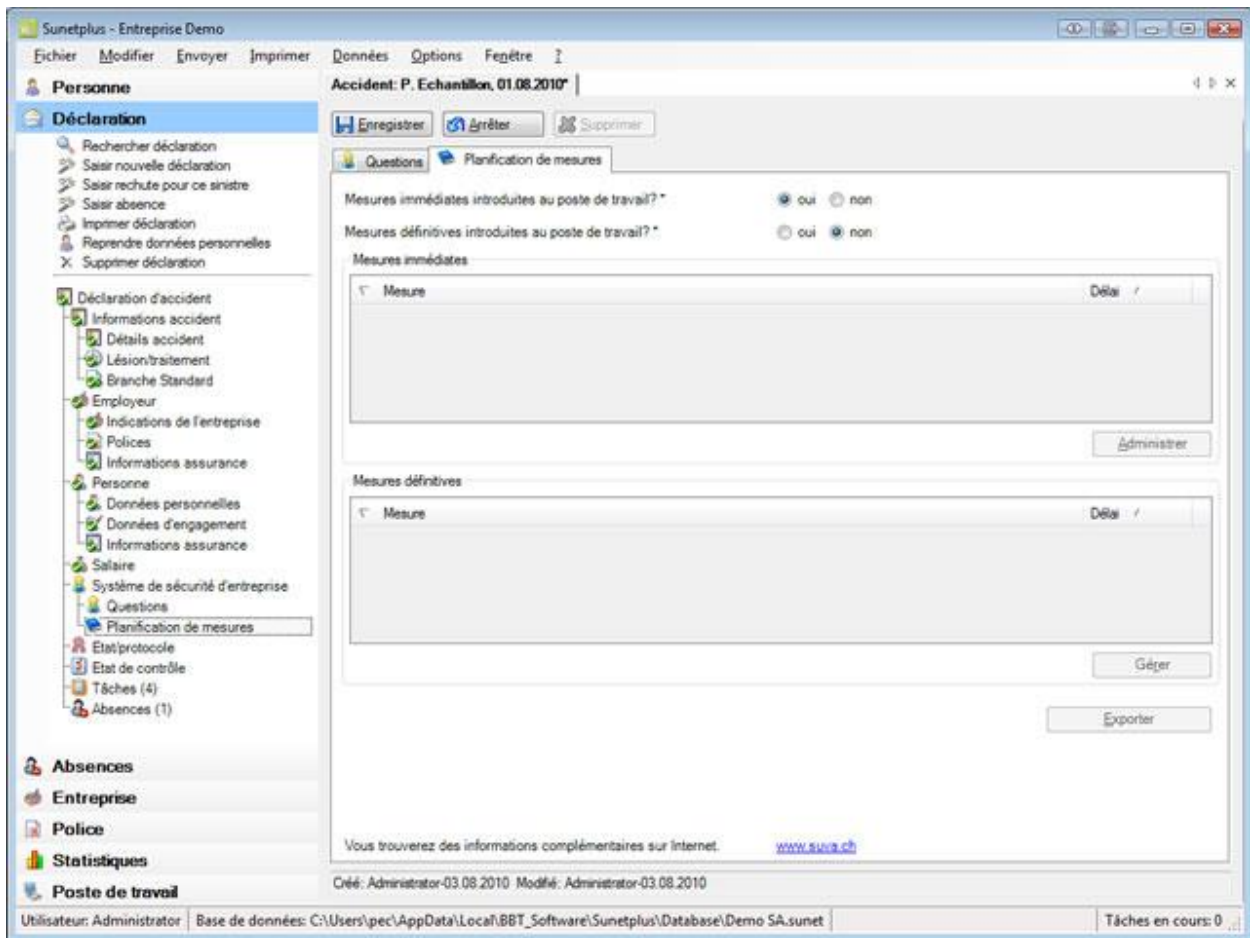 Sunetplus - Entreprise Demo
Fichier Modifier Envoyer Imprimer Données Options Fenêtre ?
Personne
Déclaration
Rechercher déclaration
Saisir nouvelle déclaration
Saisir rechute pour ce sinistre
Saisir absence
Imprimer déclaration
Reprendre données personnelles
Supprimer déclaration
Déclaration d'accident
Informations accident
Détails accident
Lésion/traitement
Branche Standard
Employeur
Indications de l'entreprise
Polices
Informations assurance
Personne
Données personnelles
Données d'engagement
Informations assurance
Salaire
Système de sécurité d'entreprise
Questions
Planification de mesures
Etat/protocole
Etat de contrôle
Tâches (4)
Absences (1)
Absences
Entreprise
Police
Statistiques
Poste de travail
Accident: P. Echantillon, 01.08.2010*
Enregistrer Arrêter Supprimer
Questions Planification de mesures
Mesures immédiates introduites au poste de travail? * oui non
Mesures définitives introduites au poste de travail? * oui non
Mesures immédiates
Mesure Délai
Administrer
Mesures définitives
Mesure Délai
Gérer
Exporter
Vous trouverez des informations complémentaires sur Internet. www.suva.ch
Créé: Administrator-03.08.2010 Modifié: Administrator-03.08.2010
Utilisateur: Administrator Base de données: C:\Users\pec\AppData\Local\BBT_Software\Sunetplus\Database\Demo SA.sunet Tâches en cours: 0